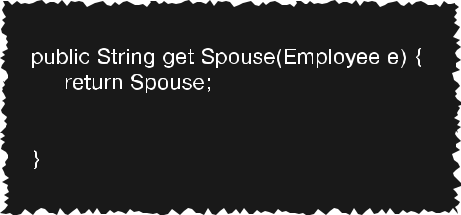 public String get Spouse(Employee e) {
return Spouse;
}